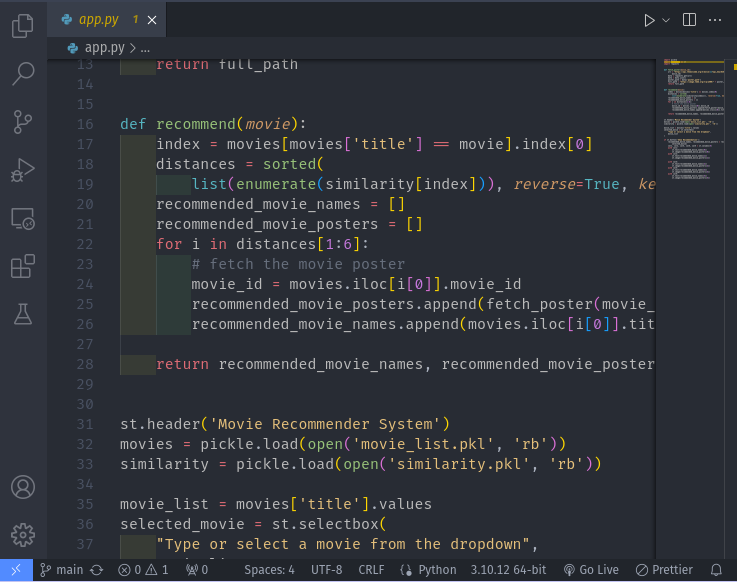 app.py 1
app.py > ...
13 return full_path
14
15
16 def recommend(movie):
17 index = movies[movies['title'] == movie].index[0]
18 distances = sorted(
19 list(enumerate(similarity[index])), reverse=True, ke
20 recommended_movie_names = []
21 recommended_movie_posters = []
22 for i in distances[1:6]:
23 # fetch the movie poster
24 movie_id = movies.iloc[i[0]].movie_id
25 recommended_movie_posters.append(fetch_poster(movie_
26 recommended_movie_names.append(movies.iloc[i[0]].tit
27
28 return recommended_movie_names, recommended_movie_poster
29
30
31 st.header('Movie Recommender System')
32 movies = pickle.load(open('movie_list.pkl', 'rb'))
33 similarity = pickle.load(open('similarity.pkl', 'rb'))
34
35 movie_list = movies['title'].values
36 selected_movie = st.selectbox(
37 "Type or select a movie from the dropdown",
main 0 1 0 Spaces: 4 UTF-8 CRLF Python 3.10.12 64-bit Go Live Prettier